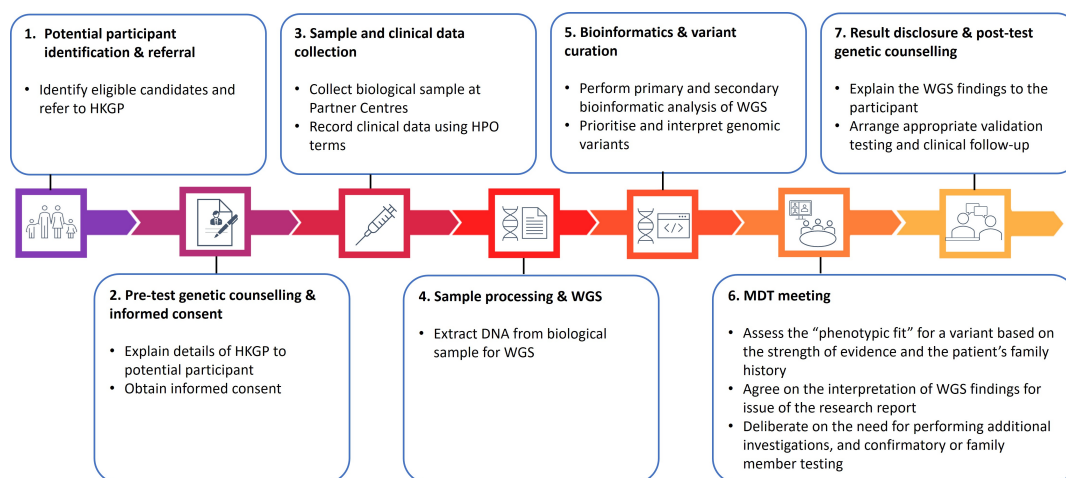 1. Potential participant
identification & referral
• Identify eligible candidates and
refer to HKGP
2. Pre-test genetic counselling &
informed consent
• Explain details of HKGP to
potential participant
• Obtain informed consent
3. Sample and clinical data
collection
• Collect biological sample at
Partner Centres
• Record clinical data using HPO
terms
4. Sample processing & WGS
• Extract DNA from biological
sample for WGS
5. Bioinformatics & variant
curation
• Perform primary and secondary
bioinformatic analysis of WGS
• Prioritise and interpret genomic
variants
</>
6. MDT meeting
• Assess the “phenotypic fit” for a variant based on
the strength of evidence and the patient’s family
history
• Agree on the interpretation of WGS findings for
issue of the research report
• Deliberate on the need for performing additional
investigations, and confirmatory or family
member testing
7. Result disclosure & post-test
genetic counselling
• Explain the WGS findings to the
participant
• Arrange appropriate validation
testing and clinical follow-up